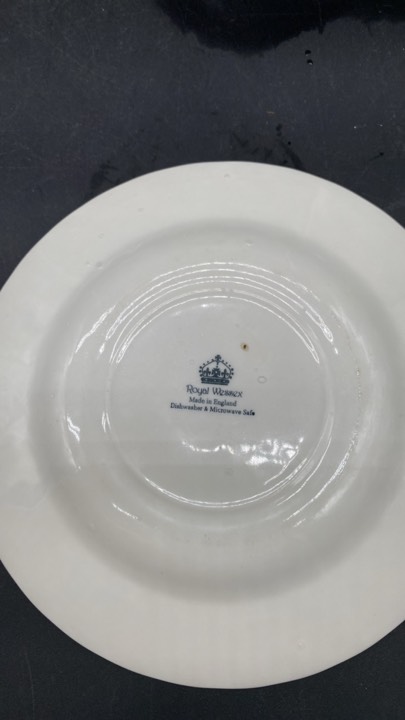 Royal Wessex
Made in England
Dishwasher & Microwave Safe